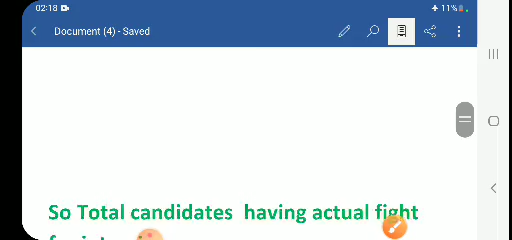 02:18 11%
Document (4) - Saved
So Total candidates having actual fight